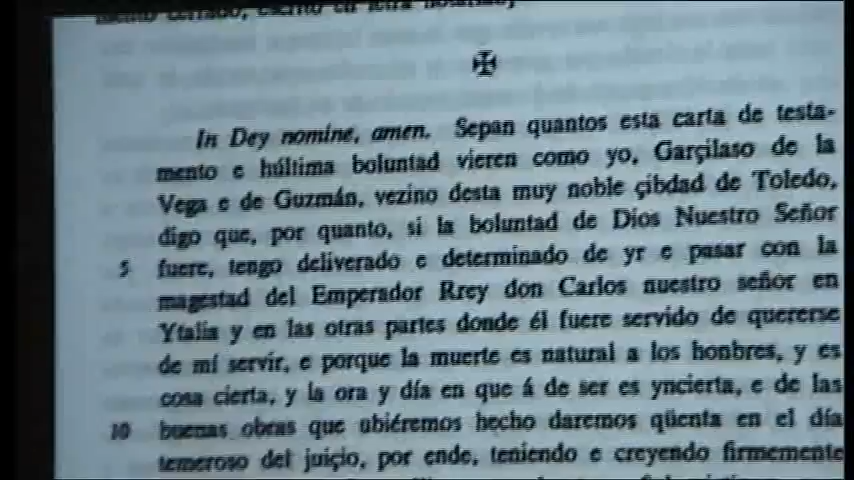 cerrado, escrito en letra
✠
In Dey nomine, amen. Sepan quantos esta carta de testa-
mento e húltima boluntad vieren como yo, Garçilaso de la
Vega e de Guzmán, vezino desta muy noble çibdad de Toledo,
digo que, por quanto, si la boluntad de Dios Nuestro Señor
5 fuere, tengo deliverado e determinado de yr e pasar con la
magestad del Emperador Rrey don Carlos nuestro señor en
Ytalia y en las otras partes donde él fuere servido de quererse
de mí servir, e porque la muerte es natural a los honbres, y es
cosa cierta, y la ora y día en que á de ser es yncierta, e de las
10 buenas obras que ubiéremos hecho daremos qüenta en el día
temeroso del juiçio, por ende, teniendo e creyendo firmemente